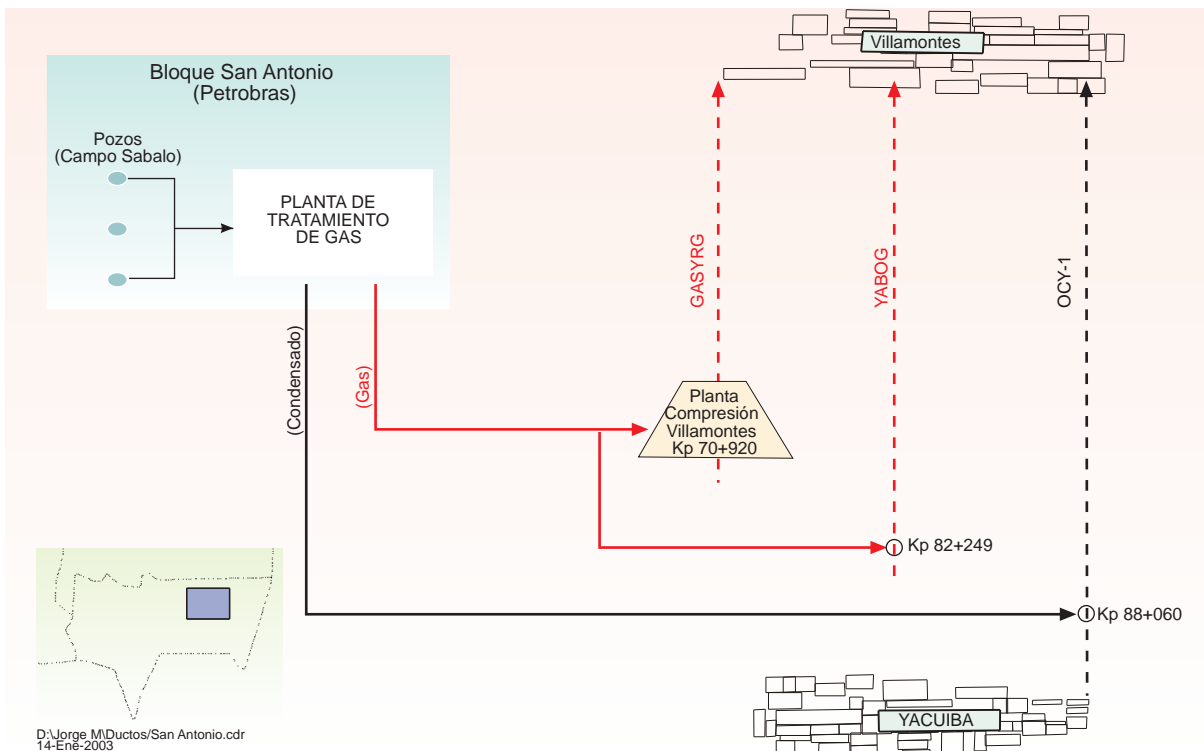 Bloque San Antonio
(Petrobras)
Pozos
(Campo Sabalo)
PLANTA DE
TRATAMIENTO
DE GAS
(Condensado)
(Gas)
Villamontes
GASYRG
YABOG
OCY-1
Planta
Compresión
Villamontes
Kp 70+920
Kp 82+249
Kp 88+060
YACUIBA
D:\Jorge M\Ductos/San Antonio.cdr
14-Ene-2003